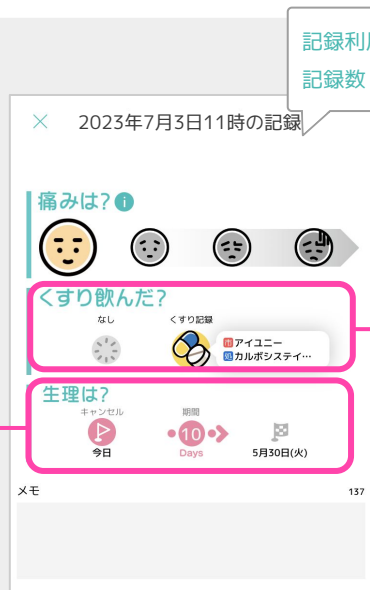 記録利
記録数
× 2023年7月3日11時の記録
痛みは? i
くすり飲んだ?
なし くすり記録
市 アイユニー
処 カルボシステイ…
生理は?
キャンセル 期間
10
今日 Days 5月30日(火)
メモ 137